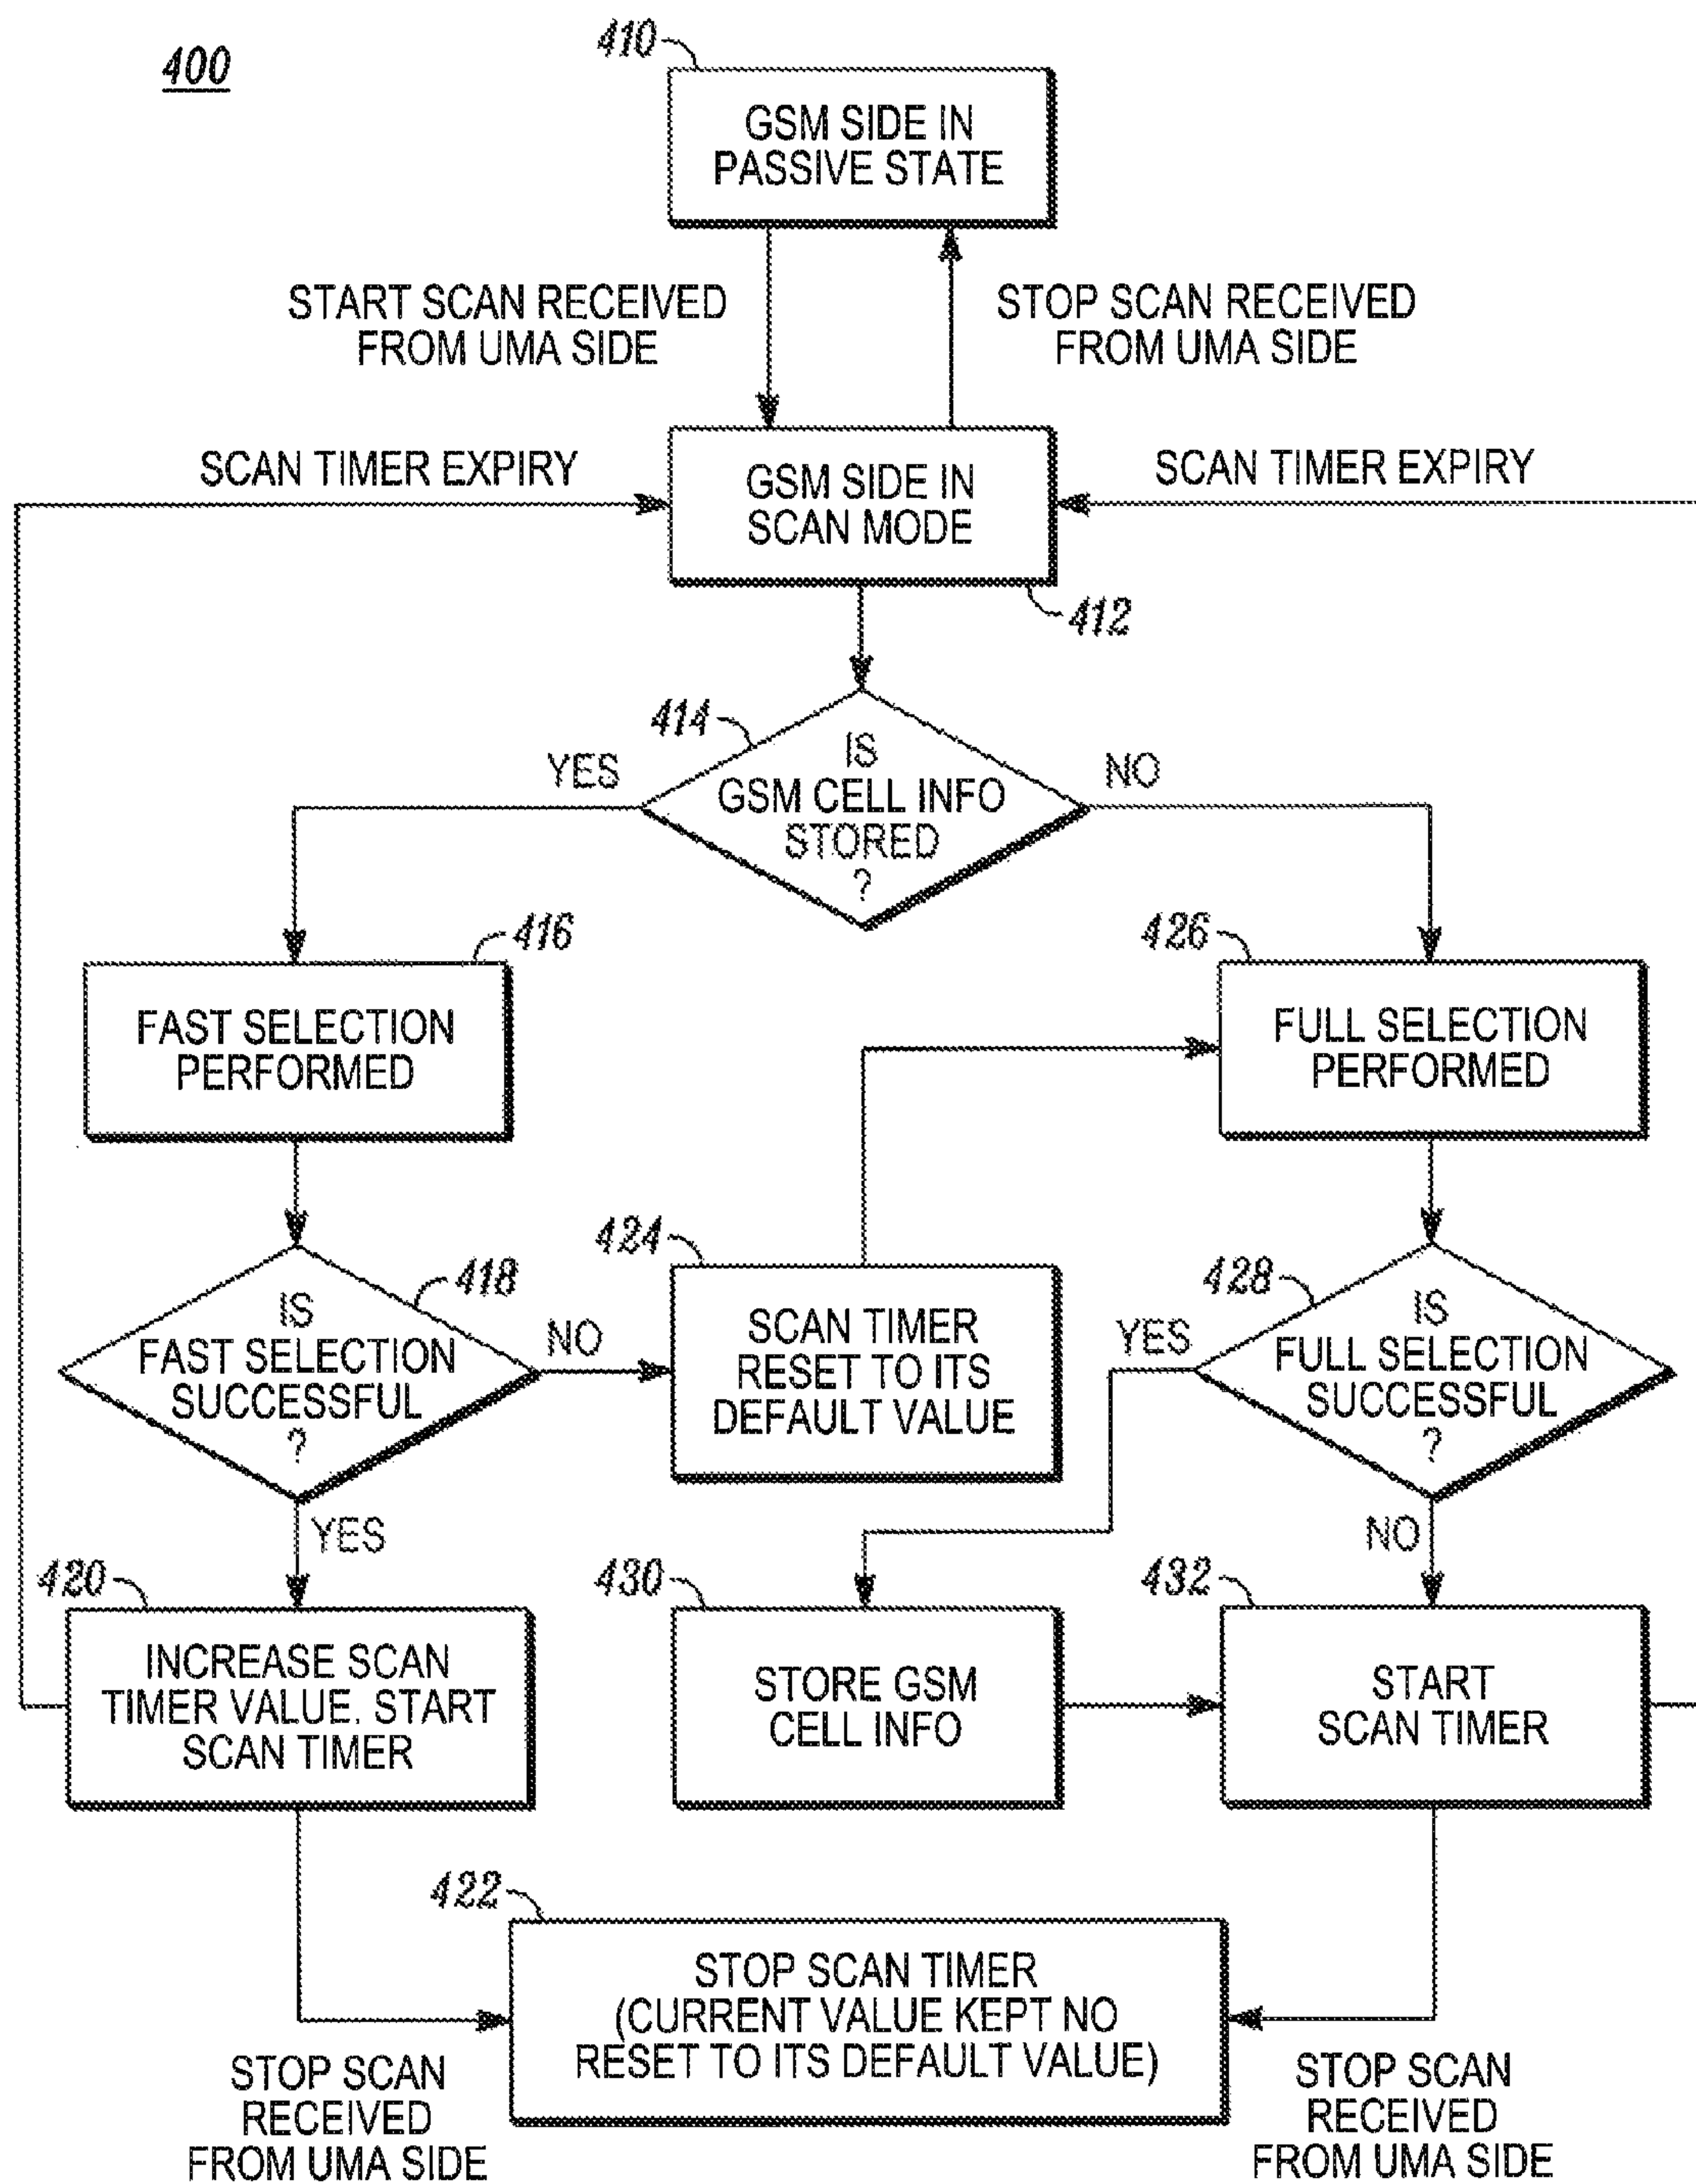 400
410
GSM SIDE IN
PASSIVE STATE
START SCAN RECEIVED
FROM UMA SIDE
STOP SCAN RECEIVED
FROM UMA SIDE
SCAN TIMER EXPIRY
GSM SIDE IN
SCAN MODE
SCAN TIMER EXPIRY
412
414
YES
IS
GSM CELL INFO
STORED
?
NO
416
FAST SELECTION
PERFORMED
426
FULL SELECTION
PERFORMED
418
IS
FAST SELECTION
SUCCESSFUL
?
NO
YES
424
SCAN TIMER
RESET TO ITS
DEFAULT VALUE
428
YES
IS
FULL SELECTION
SUCCESSFUL
?
NO
420
INCREASE SCAN
TIMER VALUE. START
SCAN TIMER
430
STORE GSM
CELL INFO
432
START
SCAN TIMER
422
STOP SCAN TIMER
(CURRENT VALUE KEPT NO
RESET TO ITS DEFAULT VALUE)
STOP SCAN
RECEIVED
FROM UMA SIDE
STOP SCAN
RECEIVED
FROM UMA SIDE